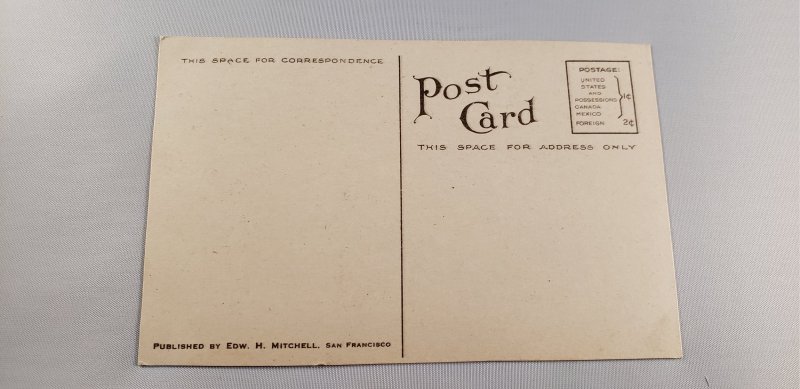 THIS SPACE FOR CORRESPONDENCE
Post
Card
POSTAGE:
UNITED
STATES
AND
POSSESSIONS
CANADA
MEXICO
1¢
FOREIGN 2¢
THIS SPACE FOR ADDRESS ONLY
PUBLISHED BY EDW. H. MITCHELL, SAN FRANCISCO